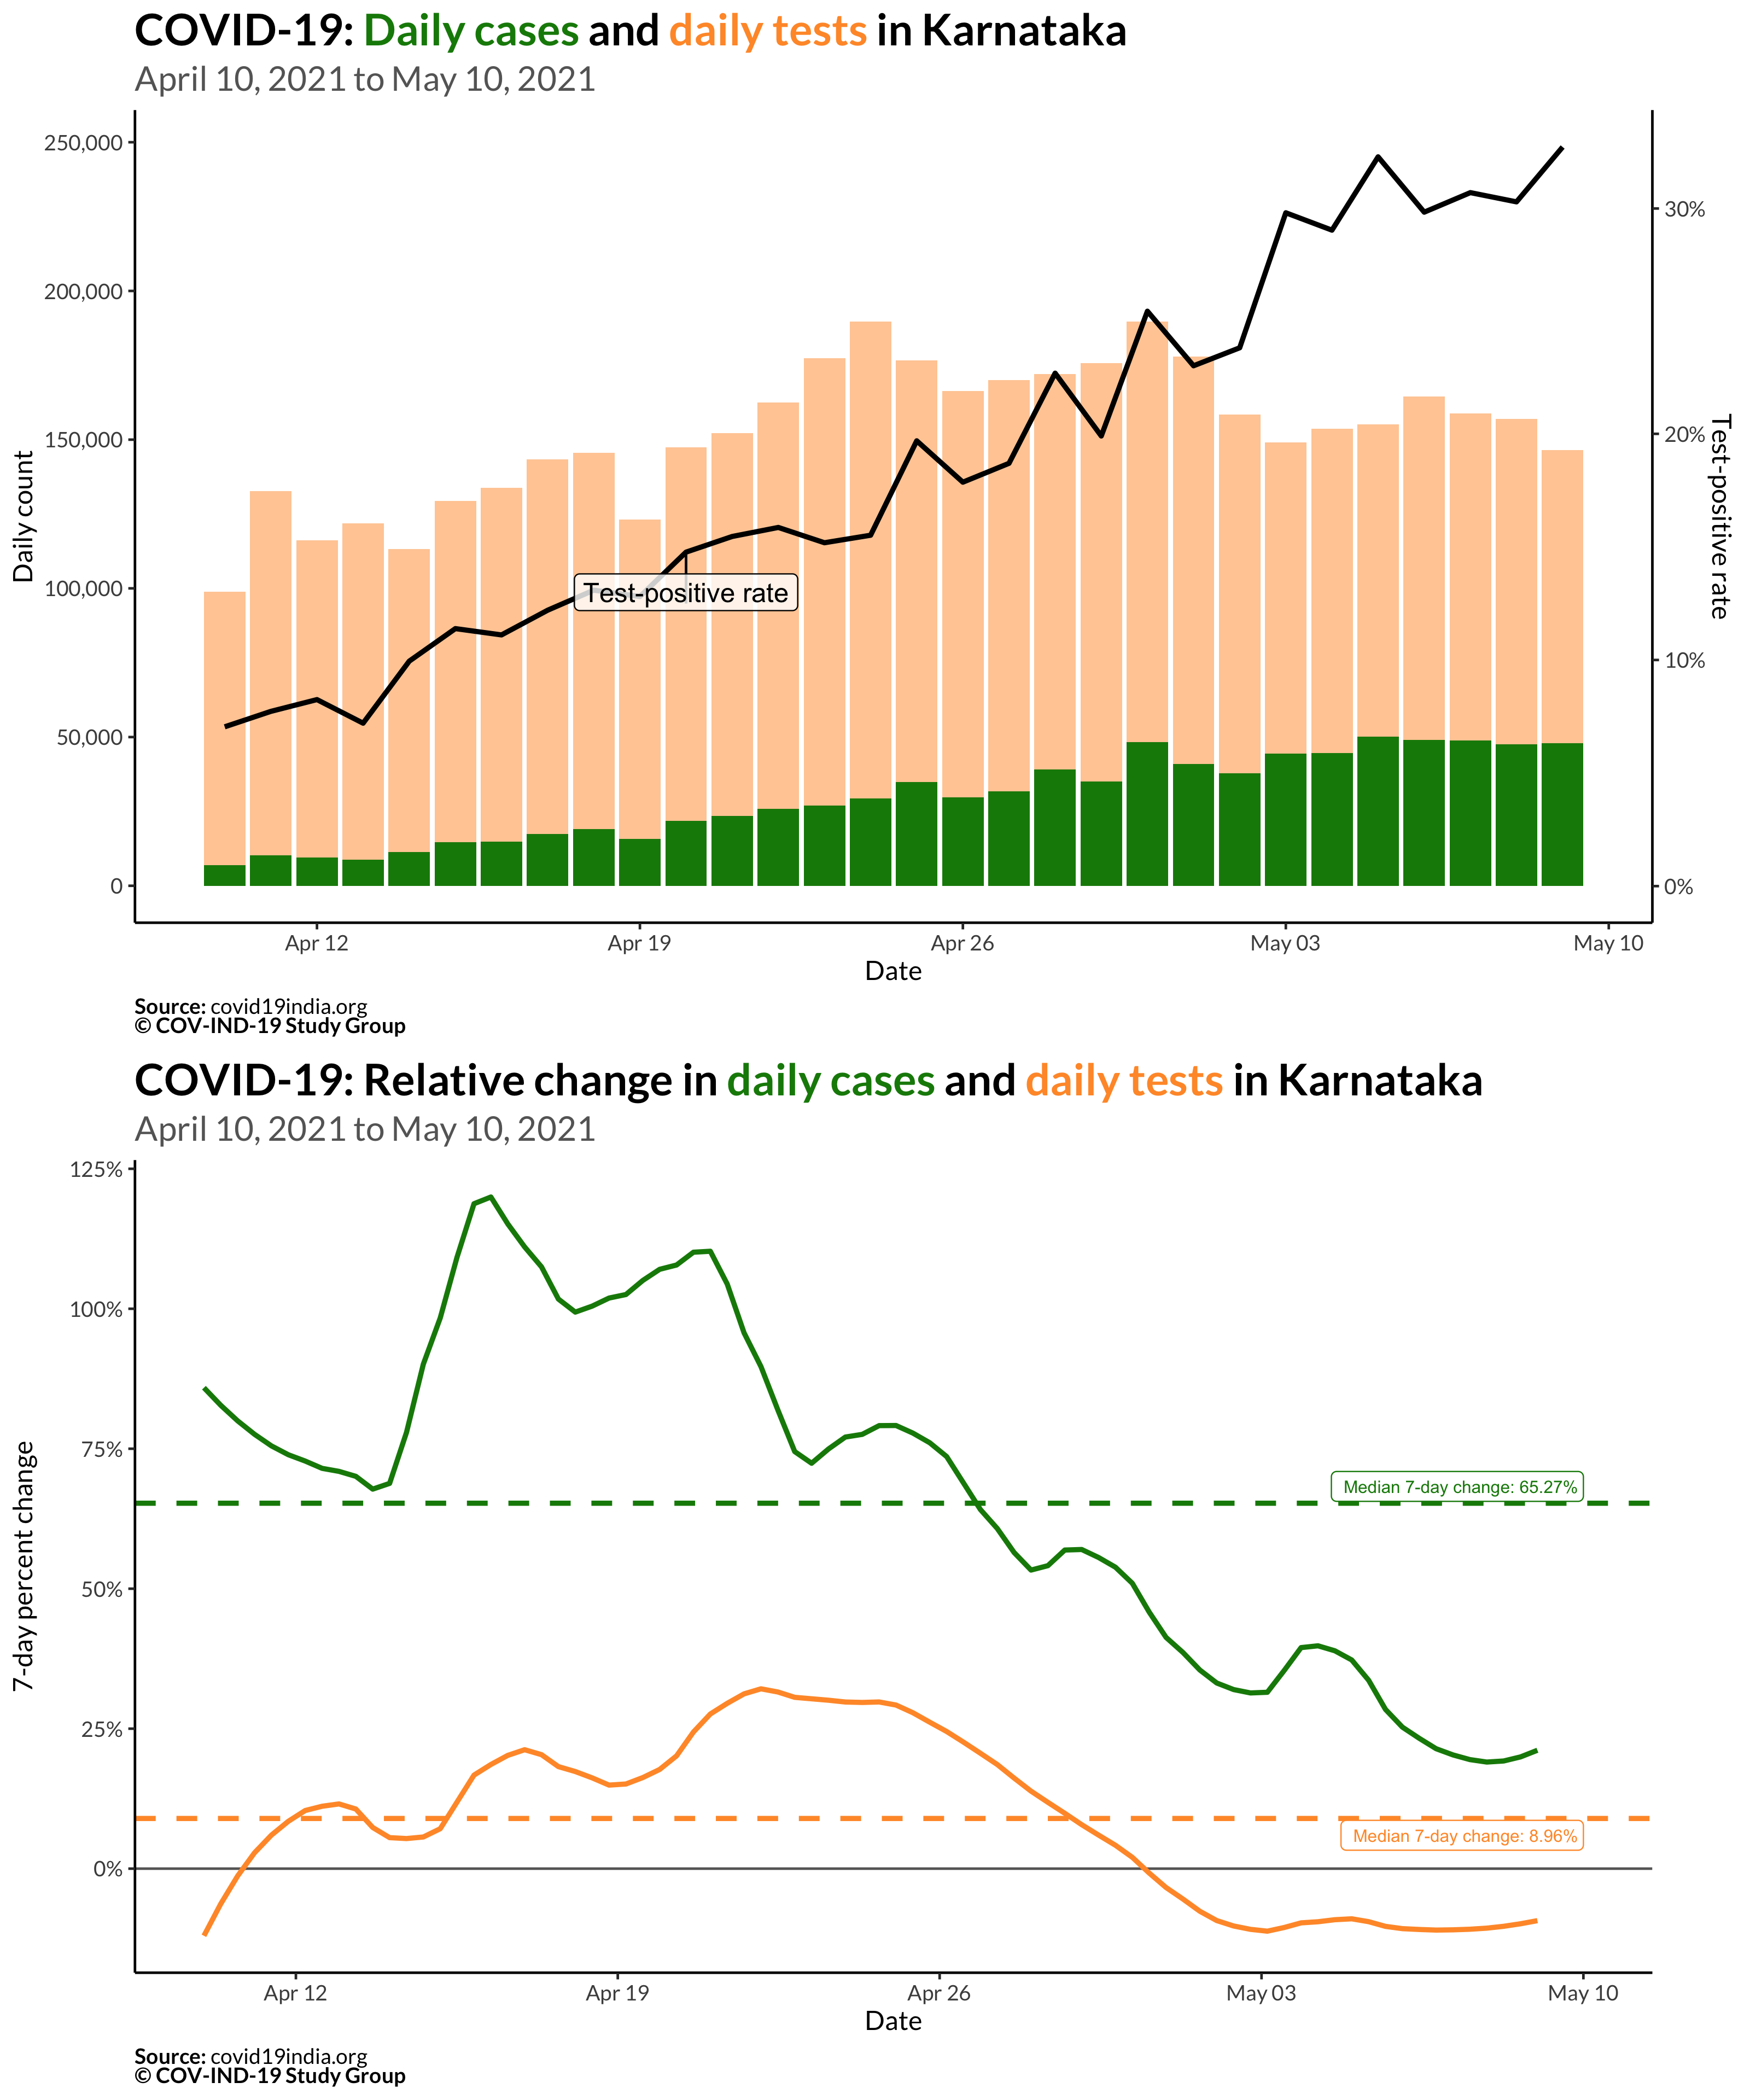 COVID-19: Daily cases and daily tests in Karnataka
April 10, 2021 to May 10, 2021
250,000
200,000
150,000
100,000
50,000
0
Daily count
30%
20%
10%
0%
Test-positive rate
Test-positive rate
Apr 12
Apr 19
Apr 26
May 03
May 10
Date
Source: covid19india.org
© COV-IND-19 Study Group
COVID-19: Relative change in daily cases and daily tests in Karnataka
April 10, 2021 to May 10, 2021
125%
100%
75%
50%
25%
0%
7-day percent change
Median 7-day change: 65.27%
Median 7-day change: 8.96%
Apr 12
Apr 19
Apr 26
May 03
May 10
Date
Source: covid19india.org
© COV-IND-19 Study Group